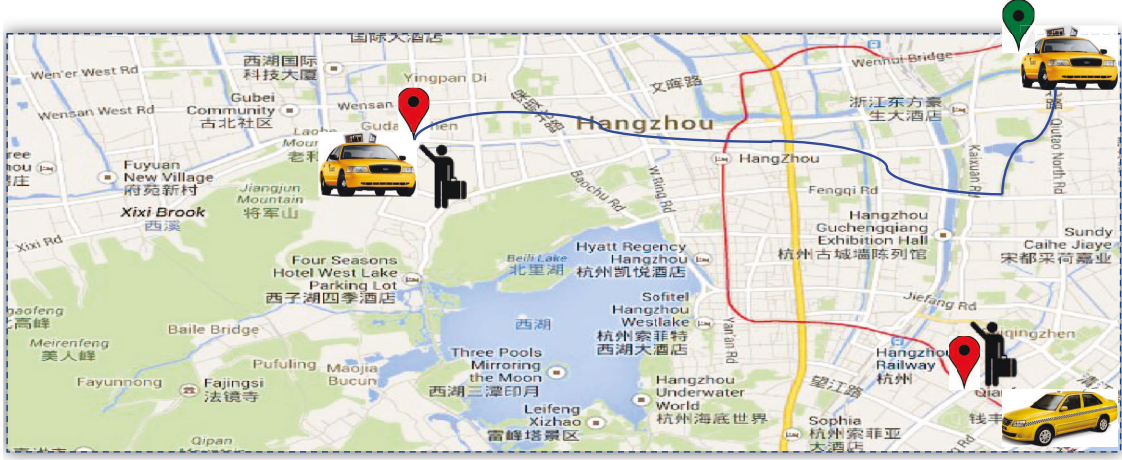 国际大酒店
Wen'er West Rd
西湖国际
科技大厦
Yingpan Di
文晖路
Wenhui Bridge
Gubei
Community
古北社区
Wensan West Rd
Wensan
浙江东方豪
生大酒店
Hangzhou
HangZhou
Fuyuan
New Village
府苑新村
Jiangjun
Mountain
将军山
Xixi Brook
西溪
Xixi Rd
Baochu Rd
Fengqi Rd
Kaixuan Rd
Qiutao North Rd
Hangzhou
Guchengqiang
Exhibition Hall
杭州古城墙陈列馆
Sundy
Caihe Jiaye
宋都采荷嘉业
Four Seasons
Hotel West Lake
Parking Lot
西子湖四季酒店
Beili Lake
北里湖
Hyatt Regency
Hangzhou
杭州凯悦酒店
Sofitel
Hangzhou
Westlake
杭州索菲特
西湖大酒店
西湖
Jiefang Rd
Yan'an Rd
Baile Bridge
Meirenfeng
美人峰
Pufuling
Maojia
Bucun
Fayunnong
Fajingsi
法镜寺
Three Pools
Mirroring
the Moon
西湖三潭印月
Hangzhou
Railway
杭州
望江路
Hangzhou
Underwater
World
杭州海底世界
Leifeng
Xizhao
雷峰塔景区
Sophia
杭州索菲亚
大酒店
Qipan